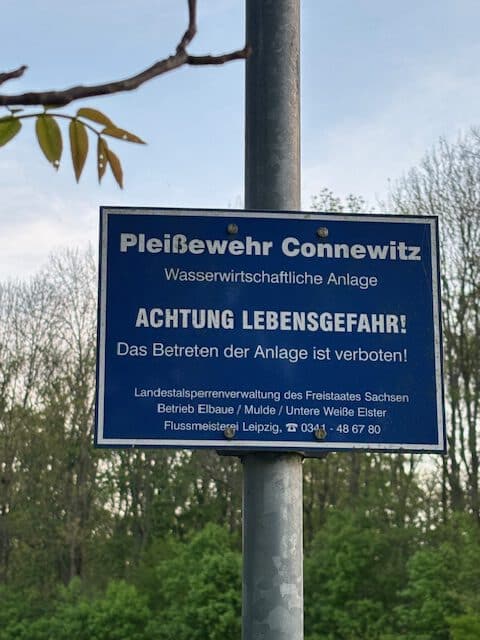 Pleißewehr Connewitz
Wasserwirtschaftliche Anlage
ACHTUNG LEBENSGEFAHR!
Das Betreten der Anlage ist verboten!
Landestalsperrenverwaltung des Freistaates Sachsen
Betrieb Elbaue / Mulde / Untere Weiße Elster
Flussmeisterei Leipzig, ☎ 0341 - 48 67 80